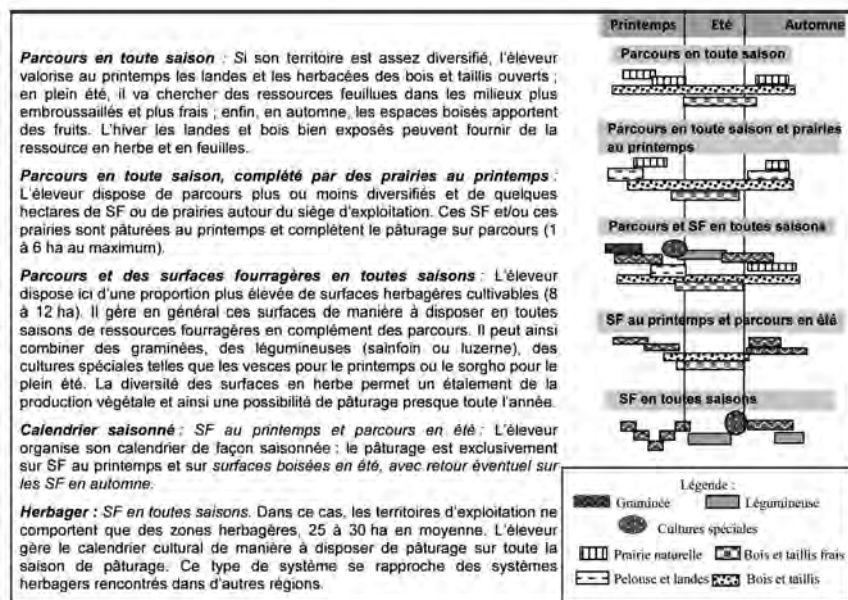 Parcours en toute saison : Si son territoire est assez diversifié, l'éleveur
valorise au printemps les landes et les herbacées des bois et taillis ouverts ;
en plein été, il va chercher des ressources feuillues dans les milieux plus
embroussaillés et plus frais ; enfin, en automne, les espaces boisés apportent
des fruits. L'hiver les landes et bois bien exposés peuvent fournir de la
ressource en herbe et en feuilles.
Parcours en toute saison, complété par des prairies au printemps :
L'éleveur dispose de parcours plus ou moins diversifiés et de quelques
hectares de SF ou de prairies autour du siège d'exploitation. Ces SF et/ou ces
prairies sont pâturées au printemps et complètent le pâturage sur parcours (1
à 6 ha au maximum).
Parcours et des surfaces fourragères en toutes saisons : L'éleveur
dispose ici d'une proportion plus élevée de surfaces herbagères cultivables (8
à 12 ha). Il gère en général ces surfaces de manière à disposer en toutes
saisons de ressources fourragères en complément des parcours. Il peut ainsi
combiner des graminées, des légumineuses (sainfoin ou luzerne), des
cultures spéciales telles que les vesces pour le printemps ou le sorgho pour le
plein été. La diversité des surfaces en herbe permet un étalement de la
production végétale et ainsi une possibilité de pâturage presque toute l'année.
Calendrier saisonné : SF au printemps et parcours en été : L'éleveur
organise son calendrier de façon saisonnée : le pâturage est exclusivement
sur SF au printemps et sur surfaces boisées en été, avec retour éventuel sur
les SF en automne.
Herbager : SF en toutes saisons. Dans ce cas, les territoires d'exploitation ne
comportent que des zones herbagères, 25 à 30 ha en moyenne. L'éleveur
gère le calendrier cultural de manière à disposer de pâturage sur toute la
saison de pâturage. Ce type de système se rapproche des systèmes
herbagers rencontrés dans d'autres régions.
Printemps Eté Automne
Parcours en toute saison
Parcours en toute saison et prairies
au printemps
Parcours et SF en toutes saisons
SF au printemps et parcours en été
SF en toutes saisons
Légende :
Graminée Légumineuse
Cultures spéciales
Prairie naturelle Bois et taillis frais
Pelouse et landes Bois et taillis